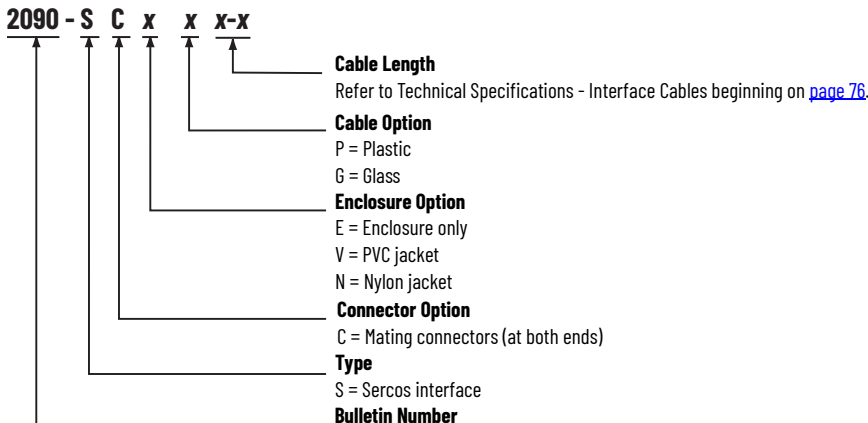 2090 - S C x x x-x
Cable Length
Refer to Technical Specifications - Interface Cables beginning on page 76.
Cable Option
P = Plastic
G = Glass
Enclosure Option
E = Enclosure only
V = PVC jacket
N = Nylon jacket
Connector Option
C = Mating connectors (at both ends)
Type
S = Sercos interface
Bulletin Number